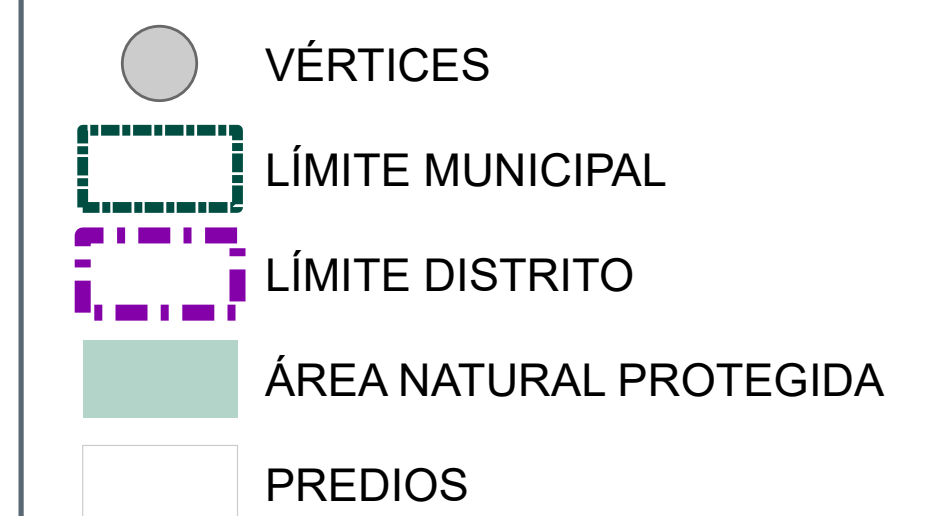 VÉRTICES
LÍMITE MUNICIPAL
LÍMITE DISTRITO
ÁREA NATURAL PROTEGIDA
PREDIOS